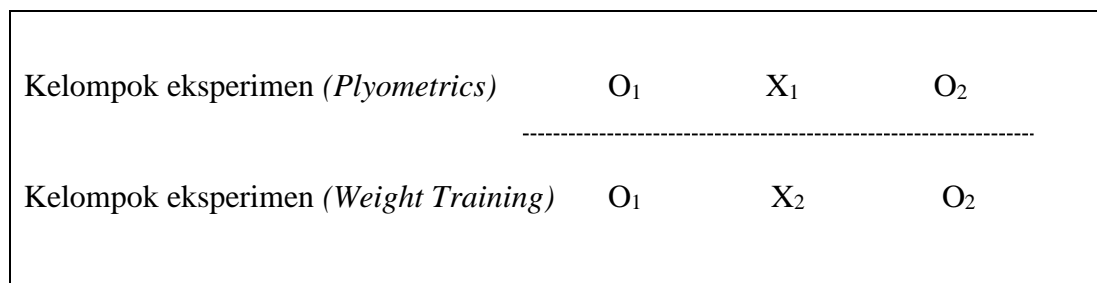 Kelompok eksperimen (Plyometrics) O₁ X₁ O₂
Kelompok eksperimen (Weight Training) O₁ X₂ O₂